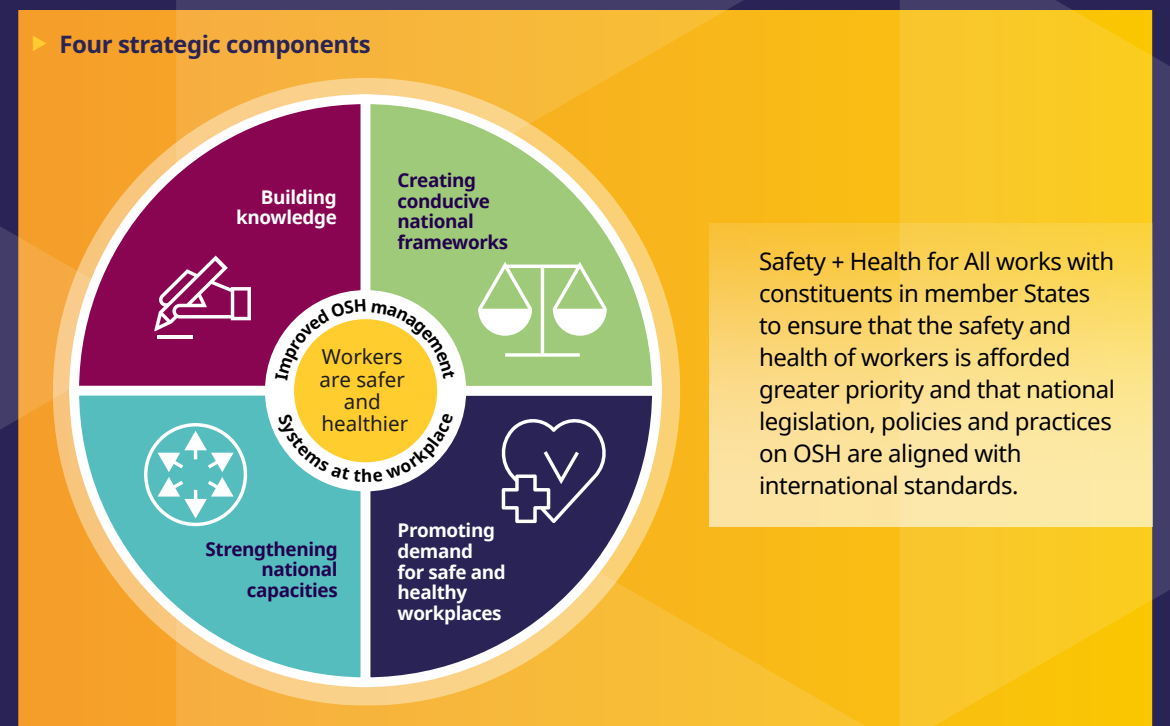 Four strategic components
Building
knowledge
Creating
conducive
national
frameworks
Improved OSH management
Systems at the workplace
Workers
are safer
and
healthier
Strengthening
national
capacities
Promoting
demand
for safe and
healthy
workplaces
Safety + Health for All works with
constituents in member States
to ensure that the safety and
health of workers is afforded
greater priority and that national
legislation, policies and practices
on OSH are aligned with
international standards.